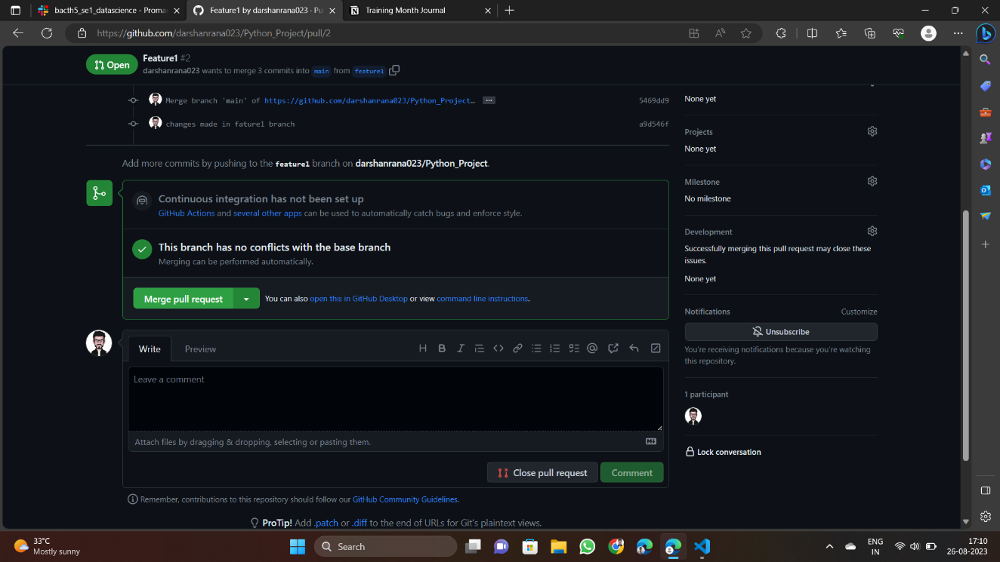 bacth5_se1_datascience - Proma
Feature1 by darshanrana023 · Pu
Training Month Journal
https://github.com/darshanrana023/Python_Project/pull/2
Open
Feature1 #2
darshanrana023 wants to merge 3 commits into main from feature1
Merge branch 'main' of https://github.com/darshanrana023/Python_Project… ... 5469dd9
changes made in fature1 branch a9d546f
Add more commits by pushing to the feature1 branch on darshanrana023/Python_Project.
Continuous integration has not been set up
GitHub Actions and several other apps can be used to automatically catch bugs and enforce style.
This branch has no conflicts with the base branch
Merging can be performed automatically.
Merge pull request
You can also open this in GitHub Desktop or view command line instructions.
Write Preview
Leave a comment
Attach files by dragging & dropping, selecting or pasting them.
Close pull request Comment
Remember, contributions to this repository should follow our GitHub Community Guidelines.
ProTip! Add .patch or .diff to the end of URLs for Git's plaintext views.
None yet
Projects
None yet
Milestone
No milestone
Development
Successfully merging this pull request may close these
issues.
None yet
Notifications Customize
Unsubscribe
You're receiving notifications because you're watching
this repository.
1 participant
Lock conversation
33°C
Mostly sunny
Search
ENG
IN
17:10
26-08-2023